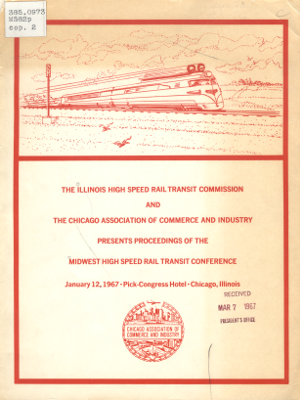 385.0973
M582p
cop. 2
THE ILLINOIS HIGH SPEED RAIL TRANSIT COMMISSION
AND
THE CHICAGO ASSOCIATION OF COMMERCE AND INDUSTRY
PRESENTS PROCEEDINGS OF THE
MIDWEST HIGH SPEED RAIL TRANSIT CONFERENCE
January 12, 1967 • Pick-Congress Hotel • Chicago, Illinois
RECEIVED
MAR 7 1967
PRESIDENT'S OFFICE
CHICAGO ASSOCIATION OF
COMMERCE AND INDUSTRY